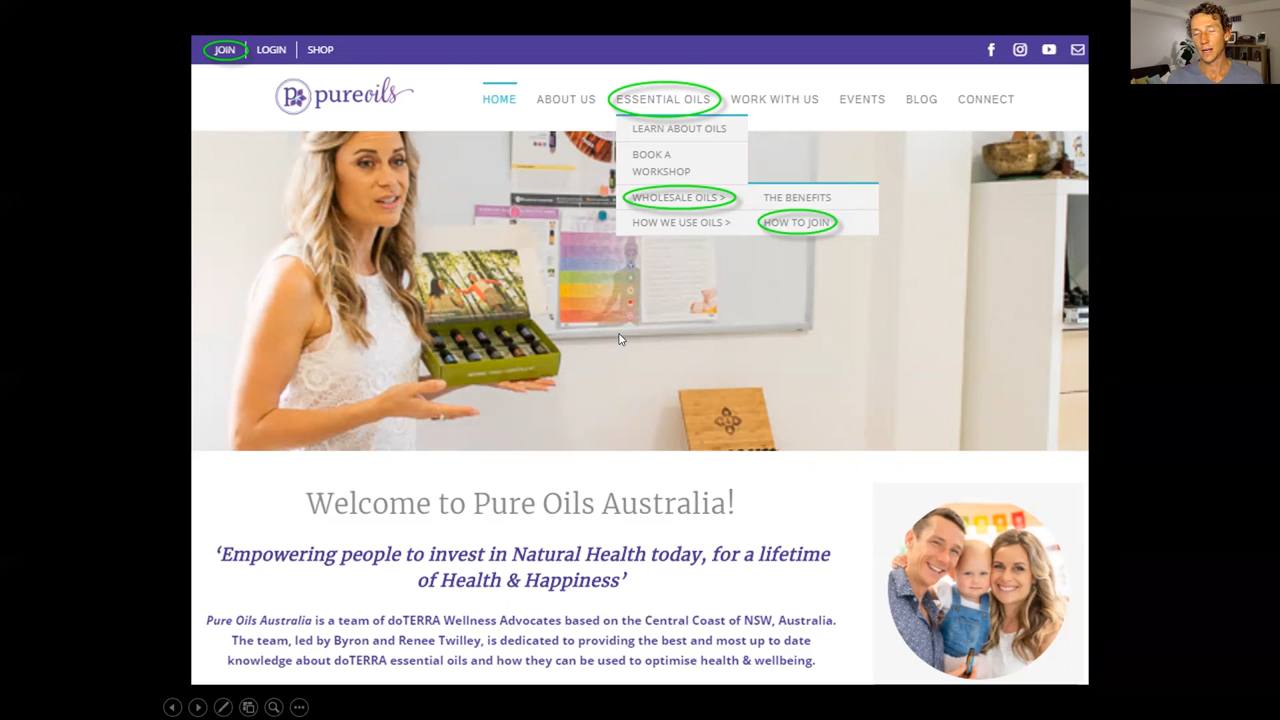 JOIN
LOGIN
SHOP
pureoils
HOME
ABOUT US
ESSENTIAL OILS
WORK WITH US
EVENTS
BLOG
CONNECT
LEARN ABOUT OILS
BOOK A
WORKSHOP
WHOLESALE OILS >
THE BENEFITS
HOW WE USE OILS >
HOW TO JOIN
Welcome to Pure Oils Australia!
‘Empowering people to invest in Natural Health today, for a lifetime
of Health & Happiness’
Pure Oils Australia is a team of doTERRA Wellness Advocates based on the Central Coast of NSW, Australia.
The team, led by Byron and Renee Twilley, is dedicated to providing the best and most up to date
knowledge about doTERRA essential oils and how they can be used to optimise health & wellbeing.